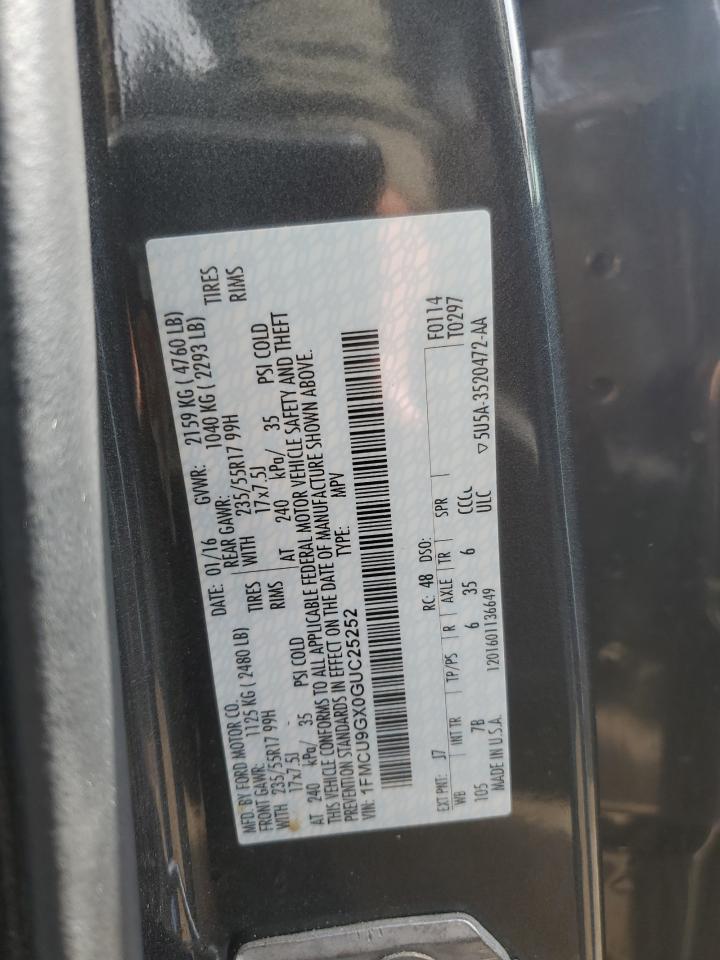 MFD. BY FORD MOTOR CO. DATE: 01/16 GVWR: 2159 KG ( 4760 LB)
FRONT GAWR: 1125 KG ( 2480 LB) REAR GAWR: 1040 KG ( 2293 LB)
WITH 235/55R17 99H TIRES WITH 235/55R17 99H TIRES
17x7.5J RIMS 17x7.5J RIMS
AT 240 kPa/ 35 PSI COLD AT 240 kPa/ 35 PSI COLD
THIS VEHICLE CONFORMS TO ALL APPLICABLE FEDERAL MOTOR VEHICLE SAFETY AND THEFT
PREVENTION STANDARDS IN EFFECT ON THE DATE OF MANUFACTURE SHOWN ABOVE.
VIN: 1FMCU9GX0GUC25252 TYPE: MPV
EXT PNT: J7 RC: 48 DSO: F0114
WB INT TR TP/PS R AXLE TR SPR T0297
105 7B 6 35 6
MADE IN U.S.A. 1201601136649 ULC ▽5U5A-3520472-AA